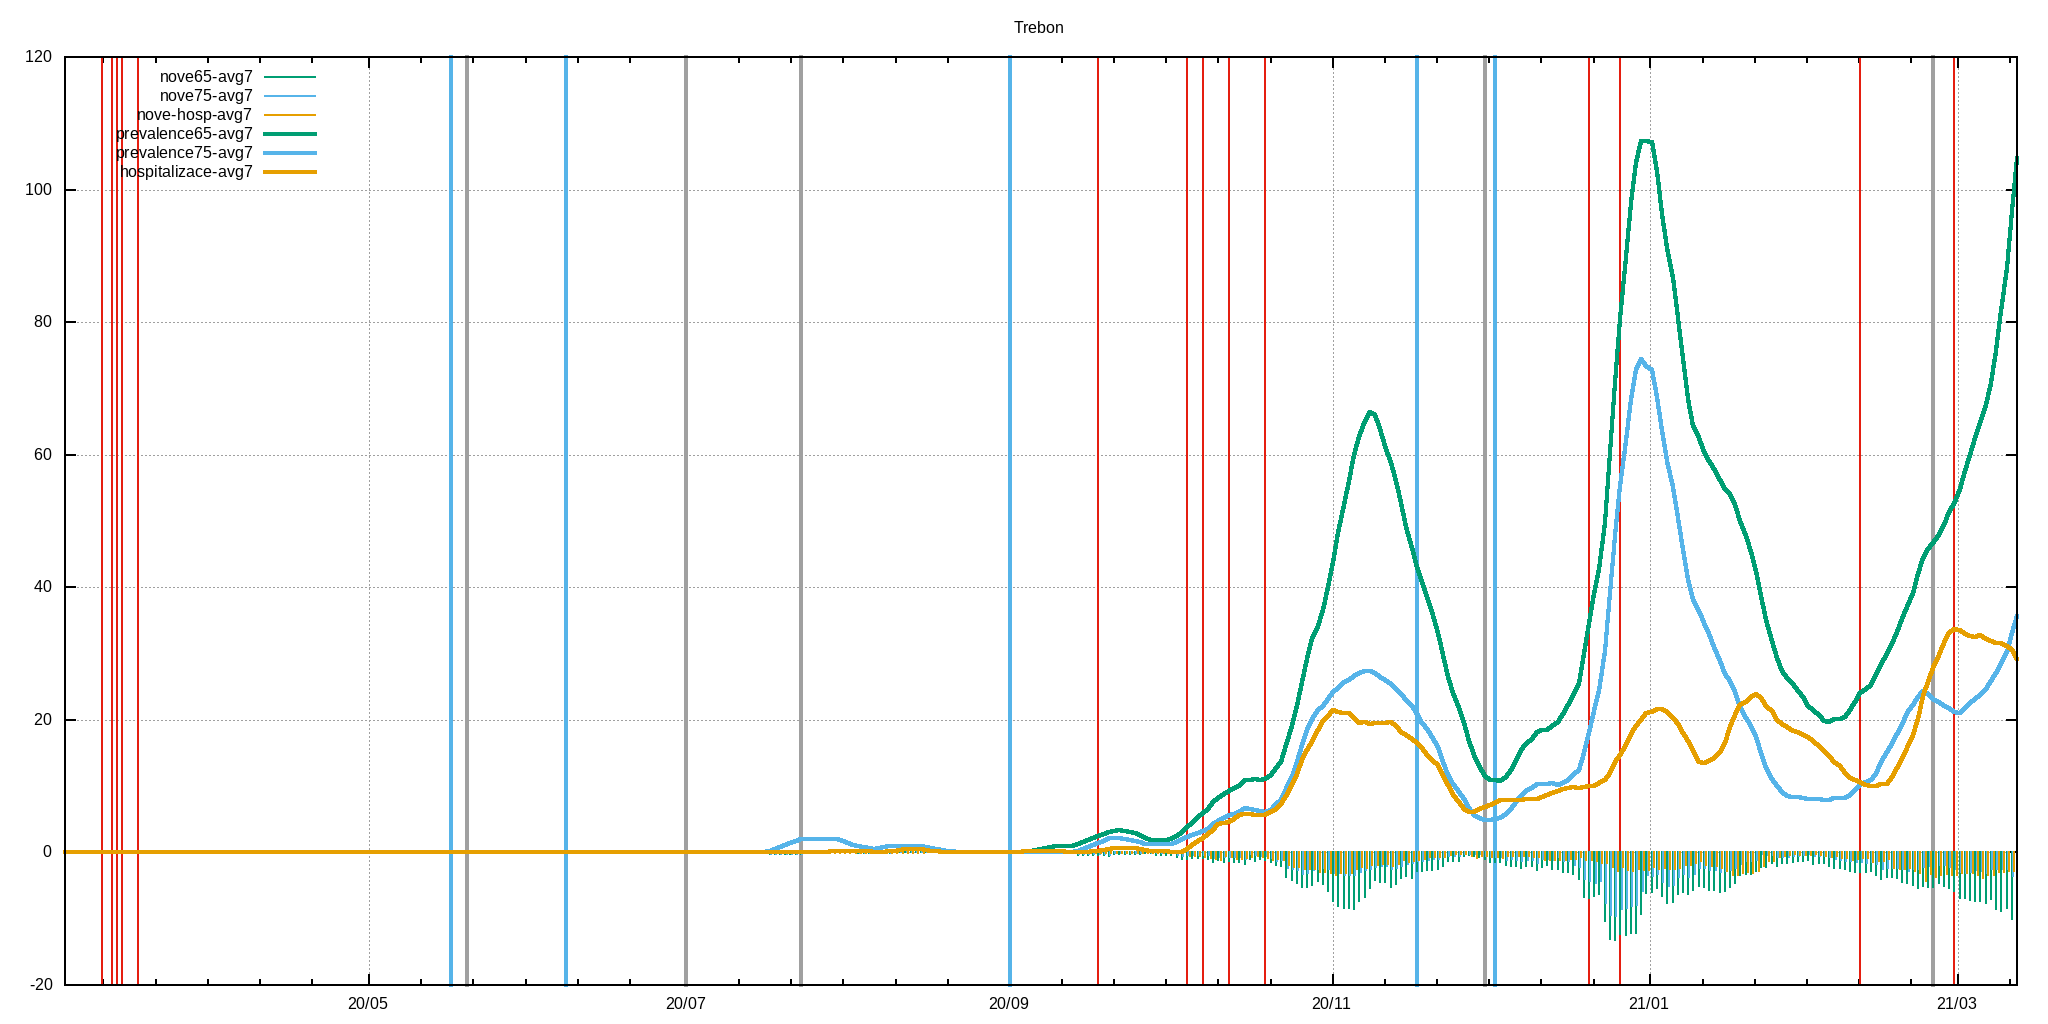 Trebon
120
nove65-avg7
nove75-avg7
nove-hosp-avg7
prevalence65-avg7
prevalence75-avg7
hospitalizace-avg7
100
80
60
40
20
0
-20
20/05
20/07
20/09
20/11
21/01
21/03